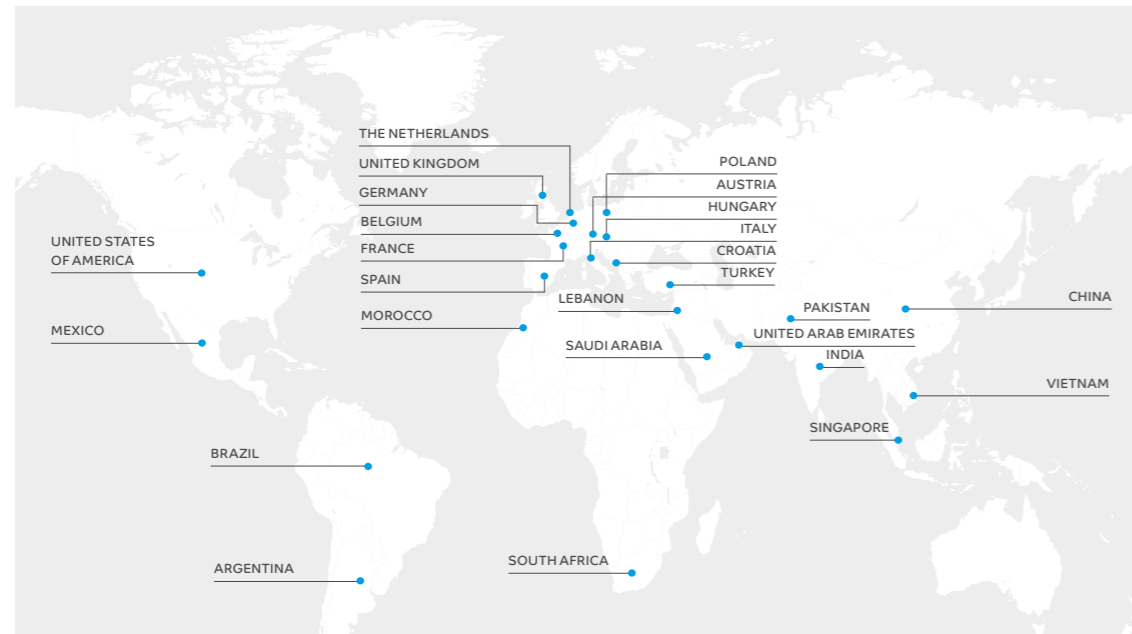 THE NETHERLANDS
UNITED KINGDOM
GERMANY
BELGIUM
FRANCE
SPAIN
MOROCCO
POLAND
AUSTRIA
HUNGARY
ITALY
CROATIA
TURKEY
LEBANON
SAUDI ARABIA
PAKISTAN
UNITED ARAB EMIRATES
INDIA
CHINA
VIETNAM
SINGAPORE
UNITED STATES
OF AMERICA
MEXICO
BRAZIL
ARGENTINA
SOUTH AFRICA